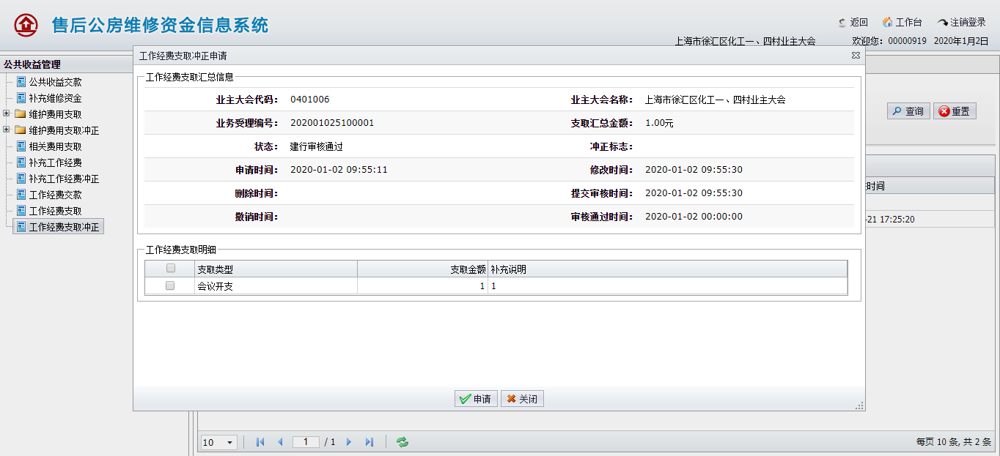 售后公房维修资金信息系统
返回 工作台 注销登录
上海市徐汇区化工一、四村业主大会 欢迎您：00000919 2020年1月2日
公共收益管理
公共收益交款
补充维修资金
维护费用支取
维护费用支取冲正
相关费用支取
补充工作经费
补充工作经费冲正
工作经费交款
工作经费支取
工作经费支取冲正
工作经费支取冲正申请
工作经费支取汇总信息
业主大会代码： 0401006 业主大会名称： 上海市徐汇区化工一、四村业主大会
业务受理编号： 202001025100001 支取汇总金额： 1.00元
状态： 建行审核通过 冲正标志：
申请时间： 2020-01-02 09:55:11 修改时间： 2020-01-02 09:55:30
删除时间： 提交审核时间： 2020-01-02 09:55:30
撤销时间： 审核通过时间： 2020-01-02 00:00:00
工作经费支取明细
支取类型 支取金额 补充说明
会议开支 1 1
申请 关闭
查询 重置
时间
-21 17:25:20
10 1 / 1 每页 10 条, 共 2 条